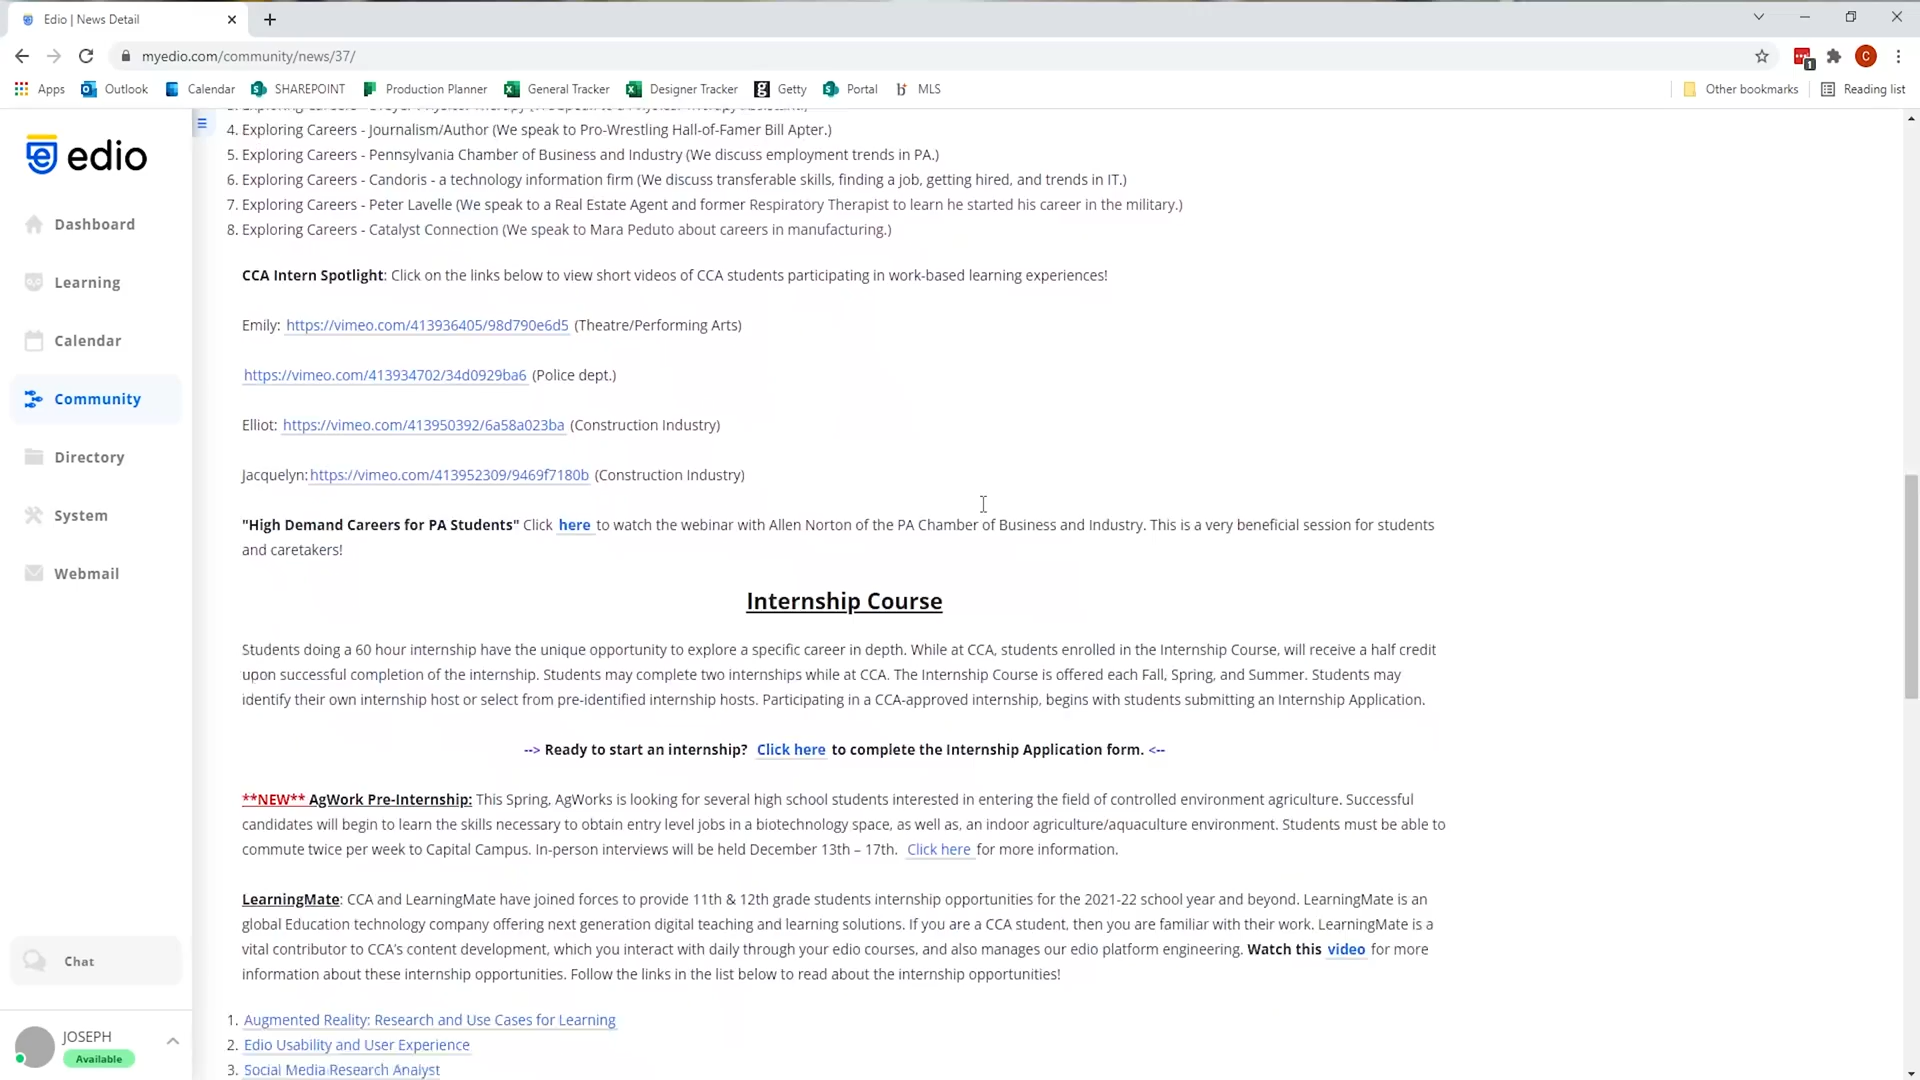 Edio | News Detail
myedio.com/community/news/37/
1
C
Apps Outlook Calendar SHAREPOINT Production Planner General Tracker Designer Tracker Getty Portal MLS Other bookmarks Reading list
edio
Dashboard
Learning
Calendar
Community
Directory
System
Webmail
Chat
JOSEPH
Available
4. Exploring Careers - Journalism/Author (We speak to Pro-Wrestling Hall-of-Famer Bill Apter.)
5. Exploring Careers - Pennsylvania Chamber of Business and Industry (We discuss employment trends in PA.)
6. Exploring Careers - Candoris - a technology information firm (We discuss transferable skills, finding a job, getting hired, and trends in IT.)
7. Exploring Careers - Peter Lavelle (We speak to a Real Estate Agent and former Respiratory Therapist to learn he started his career in the military.)
8. Exploring Careers - Catalyst Connection (We speak to Mara Peduto about careers in manufacturing.)
CCA Intern Spotlight: Click on the links below to view short videos of CCA students participating in work-based learning experiences!
Emily: https://vimeo.com/413936405/98d790e6d5 (Theatre/Performing Arts)
https://vimeo.com/413934702/34d0929ba6 (Police dept.)
Elliot: https://vimeo.com/413950392/6a58a023ba (Construction Industry)
Jacquelyn: https://vimeo.com/413952309/9469f7180b (Construction Industry)
"High Demand Careers for PA Students" Click here to watch the webinar with Allen Norton of the PA Chamber of Business and Industry. This is a very beneficial session for students
and caretakers!
Internship Course
Students doing a 60 hour internship have the unique opportunity to explore a specific career in depth. While at CCA, students enrolled in the Internship Course, will receive a half credit
upon successful completion of the internship. Students may complete two internships while at CCA. The Internship Course is offered each Fall, Spring, and Summer. Students may
identify their own internship host or select from pre-identified internship hosts. Participating in a CCA-approved internship, begins with students submitting an Internship Application.
--> Ready to start an internship? Click here to complete the Internship Application form. <--
**NEW** AgWork Pre-Internship: This Spring, AgWorks is looking for several high school students interested in entering the field of controlled environment agriculture. Successful
candidates will begin to learn the skills necessary to obtain entry level jobs in a biotechnology space, as well as, an indoor agriculture/aquaculture environment. Students must be able to
commute twice per week to Capital Campus. In-person interviews will be held December 13th – 17th. Click here for more information.
LearningMate: CCA and LearningMate have joined forces to provide 11th & 12th grade students internship opportunities for the 2021-22 school year and beyond. LearningMate is an
global Education technology company offering next generation digital teaching and learning solutions. If you are a CCA student, then you are familiar with their work. LearningMate is a
vital contributor to CCA's content development, which you interact with daily through your edio courses, and also manages our edio platform engineering. Watch this video for more
information about these internship opportunities. Follow the links in the list below to read about the internship opportunities!
1. Augmented Reality: Research and Use Cases for Learning
2. Edio Usability and User Experience
3. Social Media Research Analyst